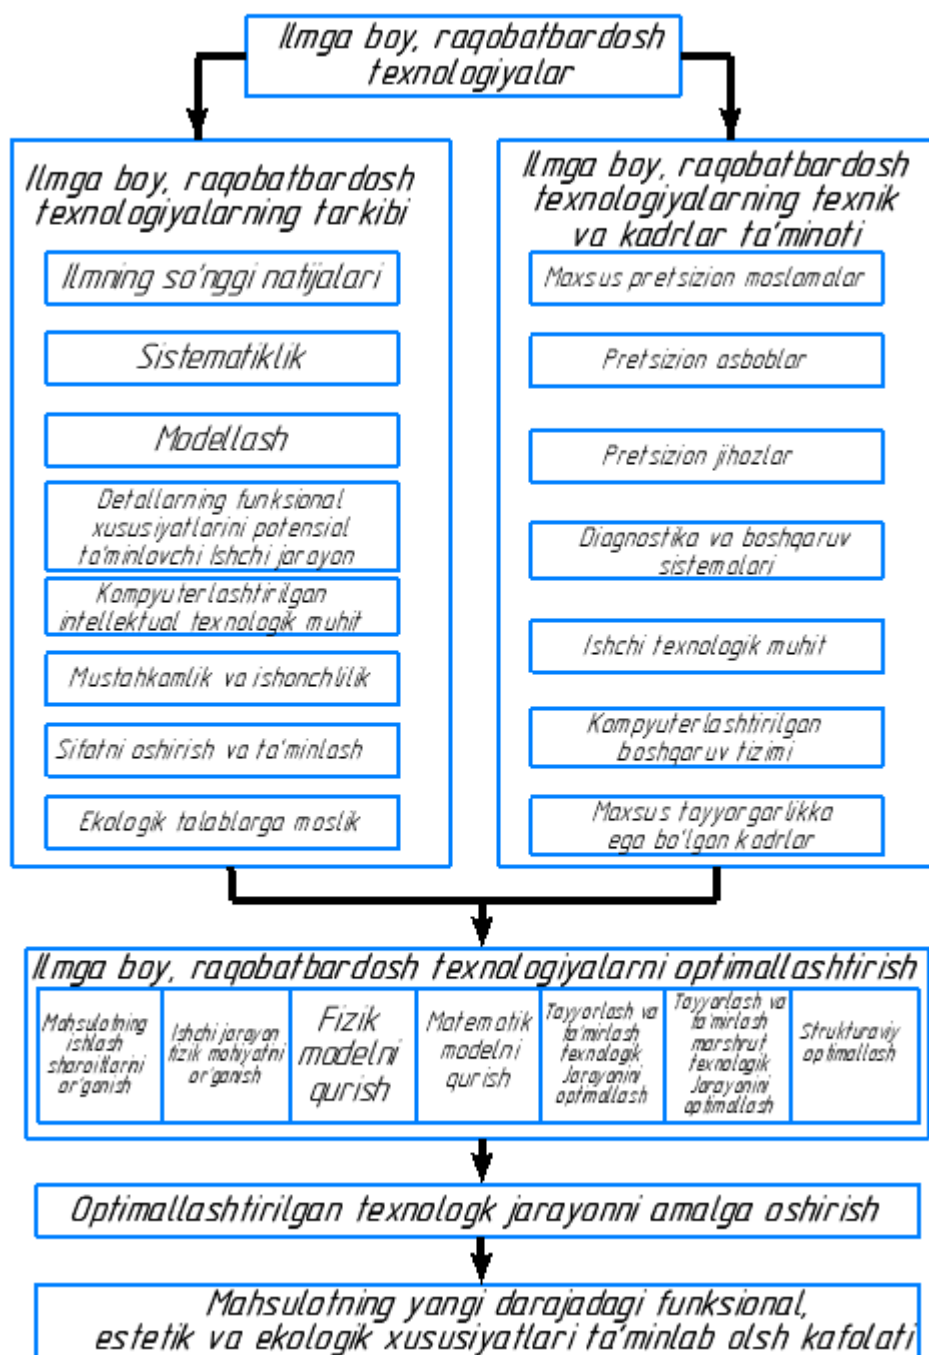 Ilmga boy, raqobatbardosh
texnologiyalar
Ilmga boy, raqobatbardosh
texnologiyalarning tarkibi
Ilmning so'nggi natijalari
Sistematiklik
Modellash
Detallarning funksional
xususiyatlarini potensial
ta'minlovchi Ishchi jarayon
Kompyuterlashtirilgan
intellektual texnologik muhit
Mustahkamlik va ishonchlilik
Sifatni oshirish va ta'minlash
Ekologik talablarga moslik
Ilmga boy, raqobatbardosh
texnologiyalarning texnik
va kadrlar ta'minoti
Maxsus pretsizion moslamalar
Pretsizion asboblar
Pretsizion jihozlar
Diagnostika va boshqaruv
sistemalari
Ishchi texnologik muhit
Kompyuterlashtirilgan
boshqaruv tizimi
Maxsus tayyorgarlikka
ega bo'lgan kadrlar
Ilmga boy, raqobatbardosh texnologiyalarni optimallashtirish
Mahsulotning
ishlash
sharoitlarni
or'ganish
Ishchi jarayon
fizik mohiyatni
or'ganish
Fizik
modelni
qurish
Matematik
modelni
qurish
Tayyorlash va
ta'mirlash
texnologik
Jarayonini
optimallash
Tayyorlash va
ta'mirlash
marshrut
texnologik
Jarayonini
optimallash
Strukturaviy
optimallash
Optimallashtirilgan texnologk jarayonni amalga oshirish
Mahsulotning yangi darajadagi funksional,
estetik va ekologik xususiyatlari ta'minlab olsh kafolati